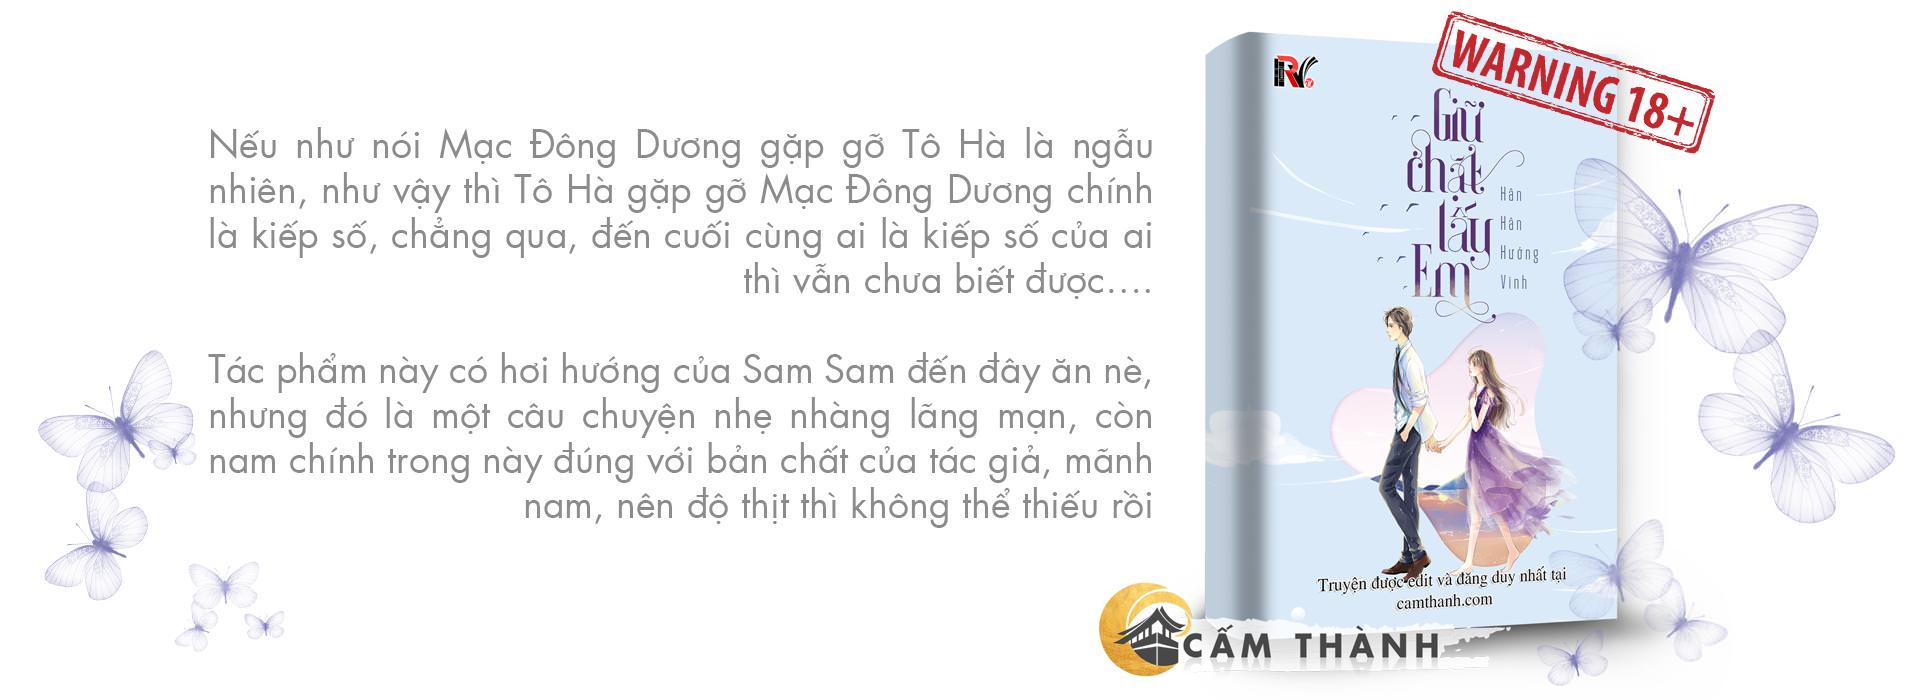 Nếu như nói Mạc Đông Dương gặp gỡ Tô Hà là ngẫu
nhiên, như vậy thì Tô Hà gặp gỡ Mạc Đông Dương chính
là kiếp số, chẳng qua, đến cuối cùng ai là kiếp số của ai
thì vẫn chưa biết được....
Tác phẩm này có hơi hướng của Sam Sam đến đây ăn nè,
nhưng đó là một câu chuyện nhẹ nhàng lãng mạn, còn
nam chính trong này đúng với bản chất của tác giả, mãnh
nam, nên độ thịt thì không thể thiếu rồi
WARNING 18+
Giữ
chặt
lấy
Em
Hân
Hân
Hướng
Vinh
Truyện được edit và đăng duy nhất tại
camthanh.com
CẤM THÀNH